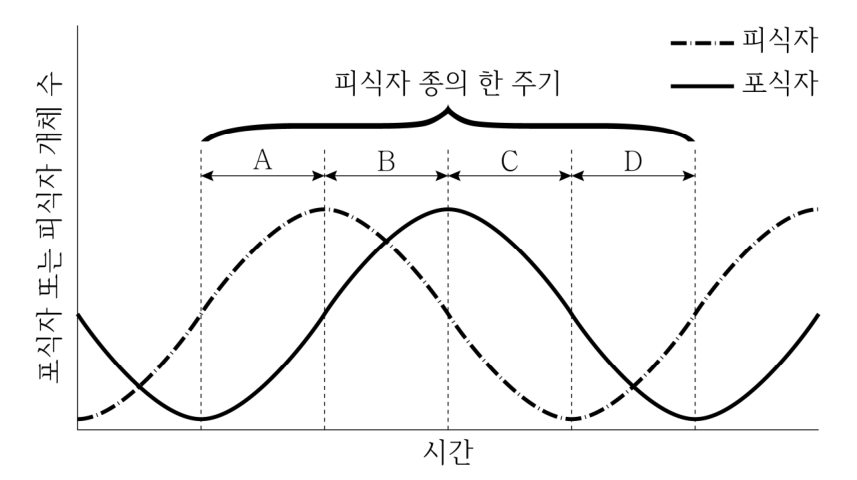 피식자
포식자
피식자 종의 한 주기
A B C D
포식자 또는 피식자 개체 수
시간